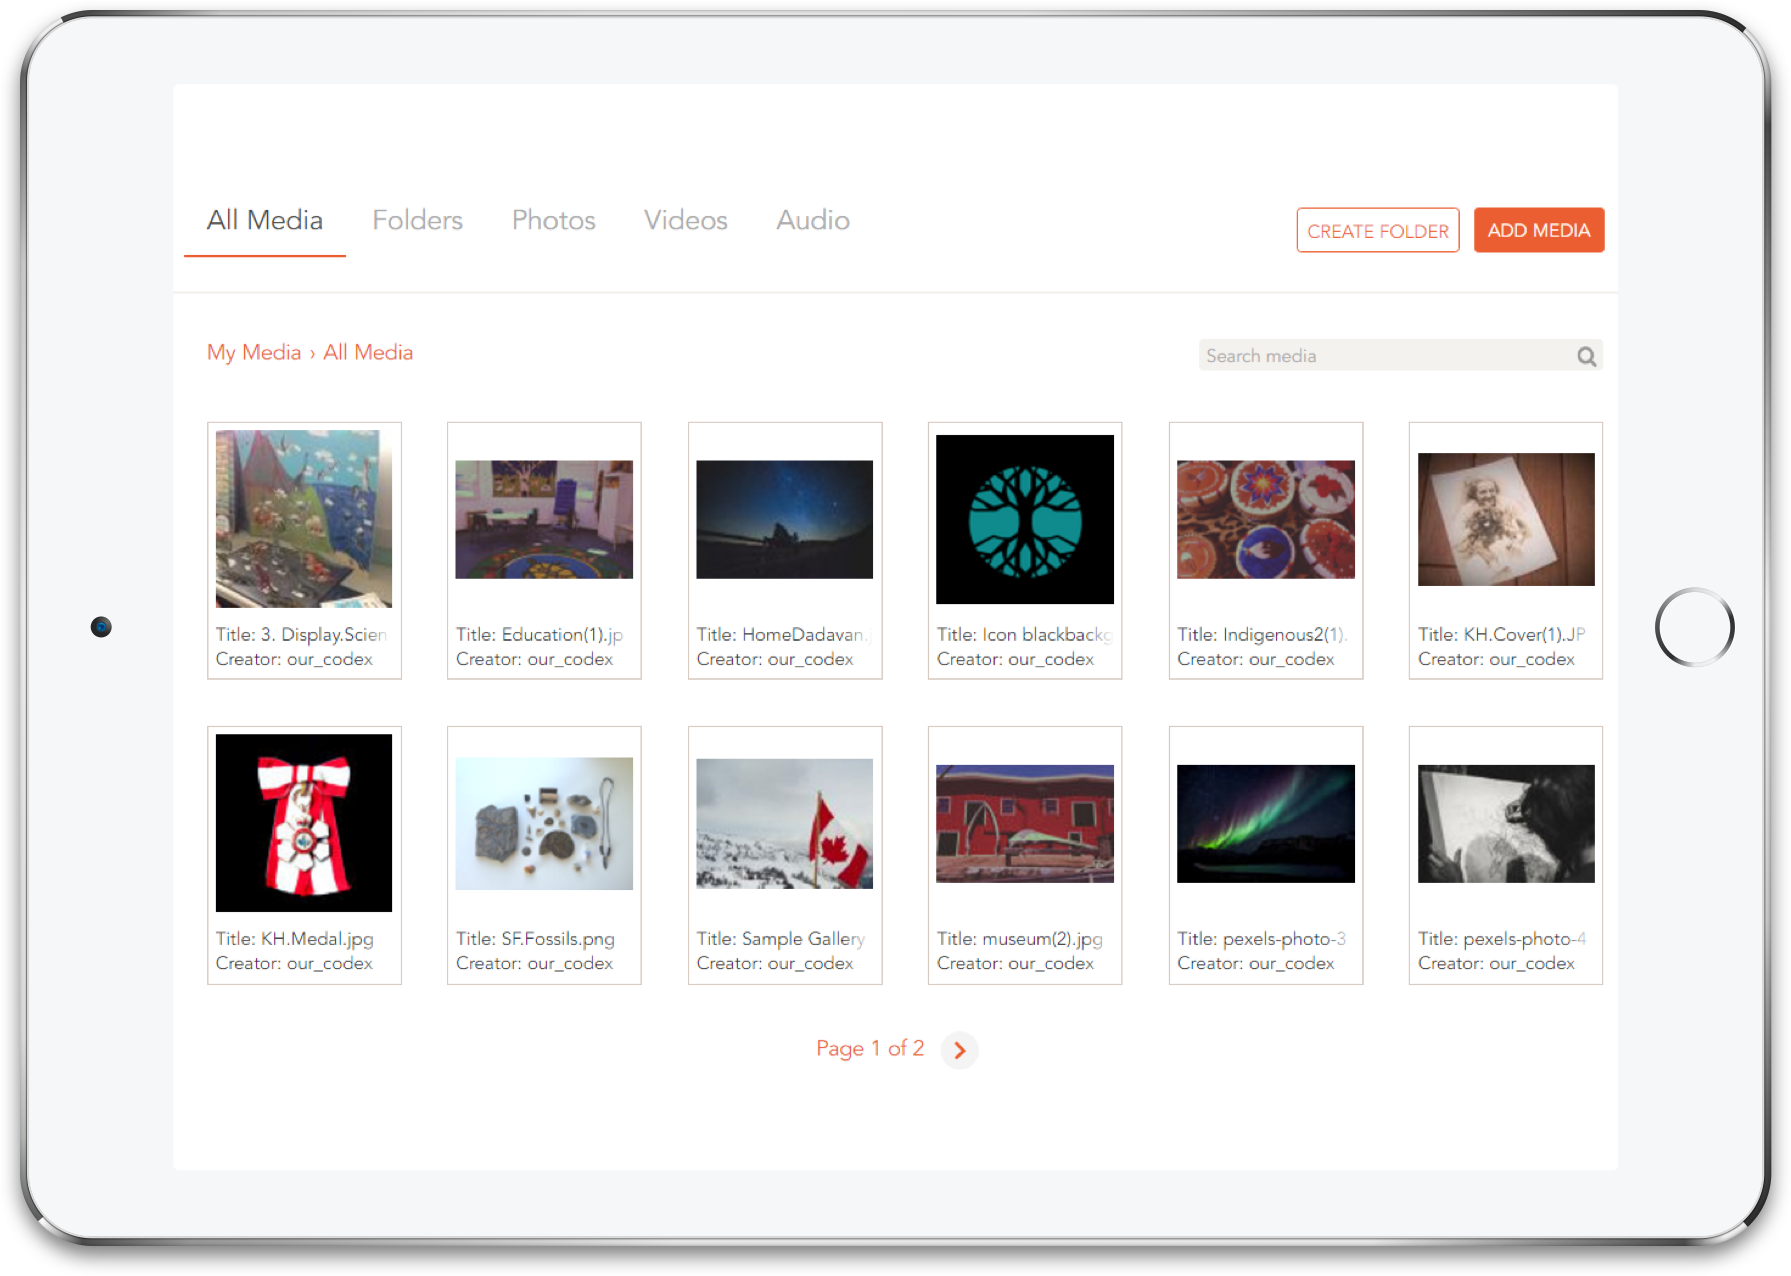 All Media Folders Photos Videos Audio CREATE FOLDER ADD MEDIA
My Media › All Media Search media
Title: 3. Display.Scien Title: Education(1).jp Title: HomeDadavan. Title: Icon blackbackg Title: Indigenous2(1). Title: KH.Cover(1).JP
Creator: our_codex Creator: our_codex Creator: our_codex Creator: our_codex Creator: our_codex Creator: our_codex
Title: KH.Medal.jpg Title: SF.Fossils.png Title: Sample Gallery Title: museum(2).jpg Title: pexels-photo-3 Title: pexels-photo-4
Creator: our_codex Creator: our_codex Creator: our_codex Creator: our_codex Creator: our_codex Creator: our_codex
Page 1 of 2